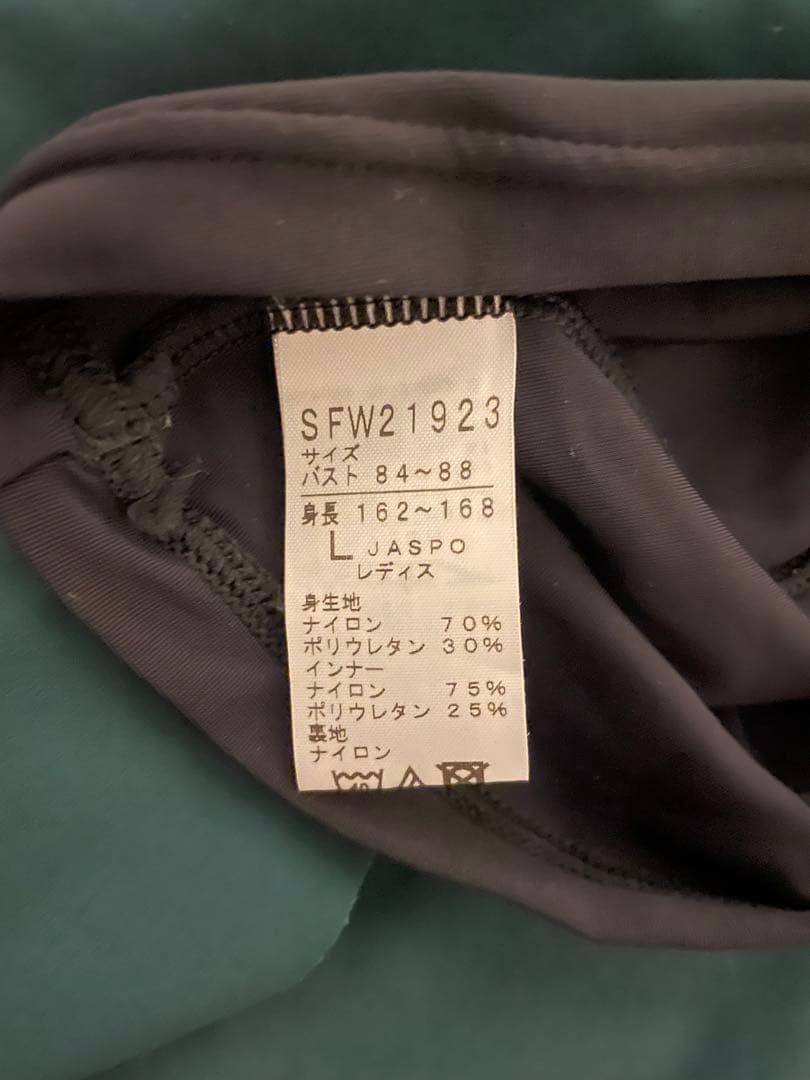 SFW21923
サイズ
バスト 84～88
身長 162～168
L JASPO
レディス
身生地
ナイロン 70%
ポリウレタン 30%
インナー
ナイロン 75%
ポリウレタン 25%
裏地
ナイロン